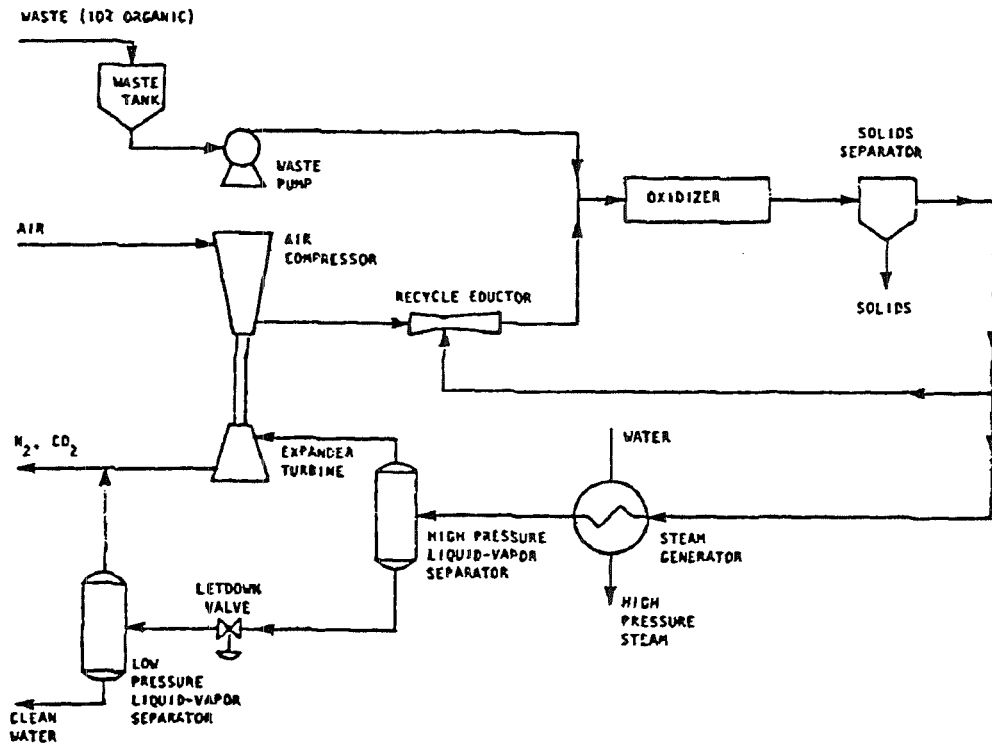 WASTE (10% ORGANIC)
WASTE
TANK
WASTE
PUMP
SOLIDS
SEPARATOR
OXIDIZER
AIR
AIR
COMPRESSOR
RECYCLE EDUCTOR
SOLIDS
N2, CO2
EXPANDER
TURBINE
WATER
HIGH PRESSURE
LIQUID-VAPOR
SEPARATOR
STEAM
GENERATOR
LETDOWN
VALVE
HIGH
PRESSURE
STEAM
LOW
PRESSURE
LIQUID-VAPOR
SEPARATOR
CLEAN
WATER